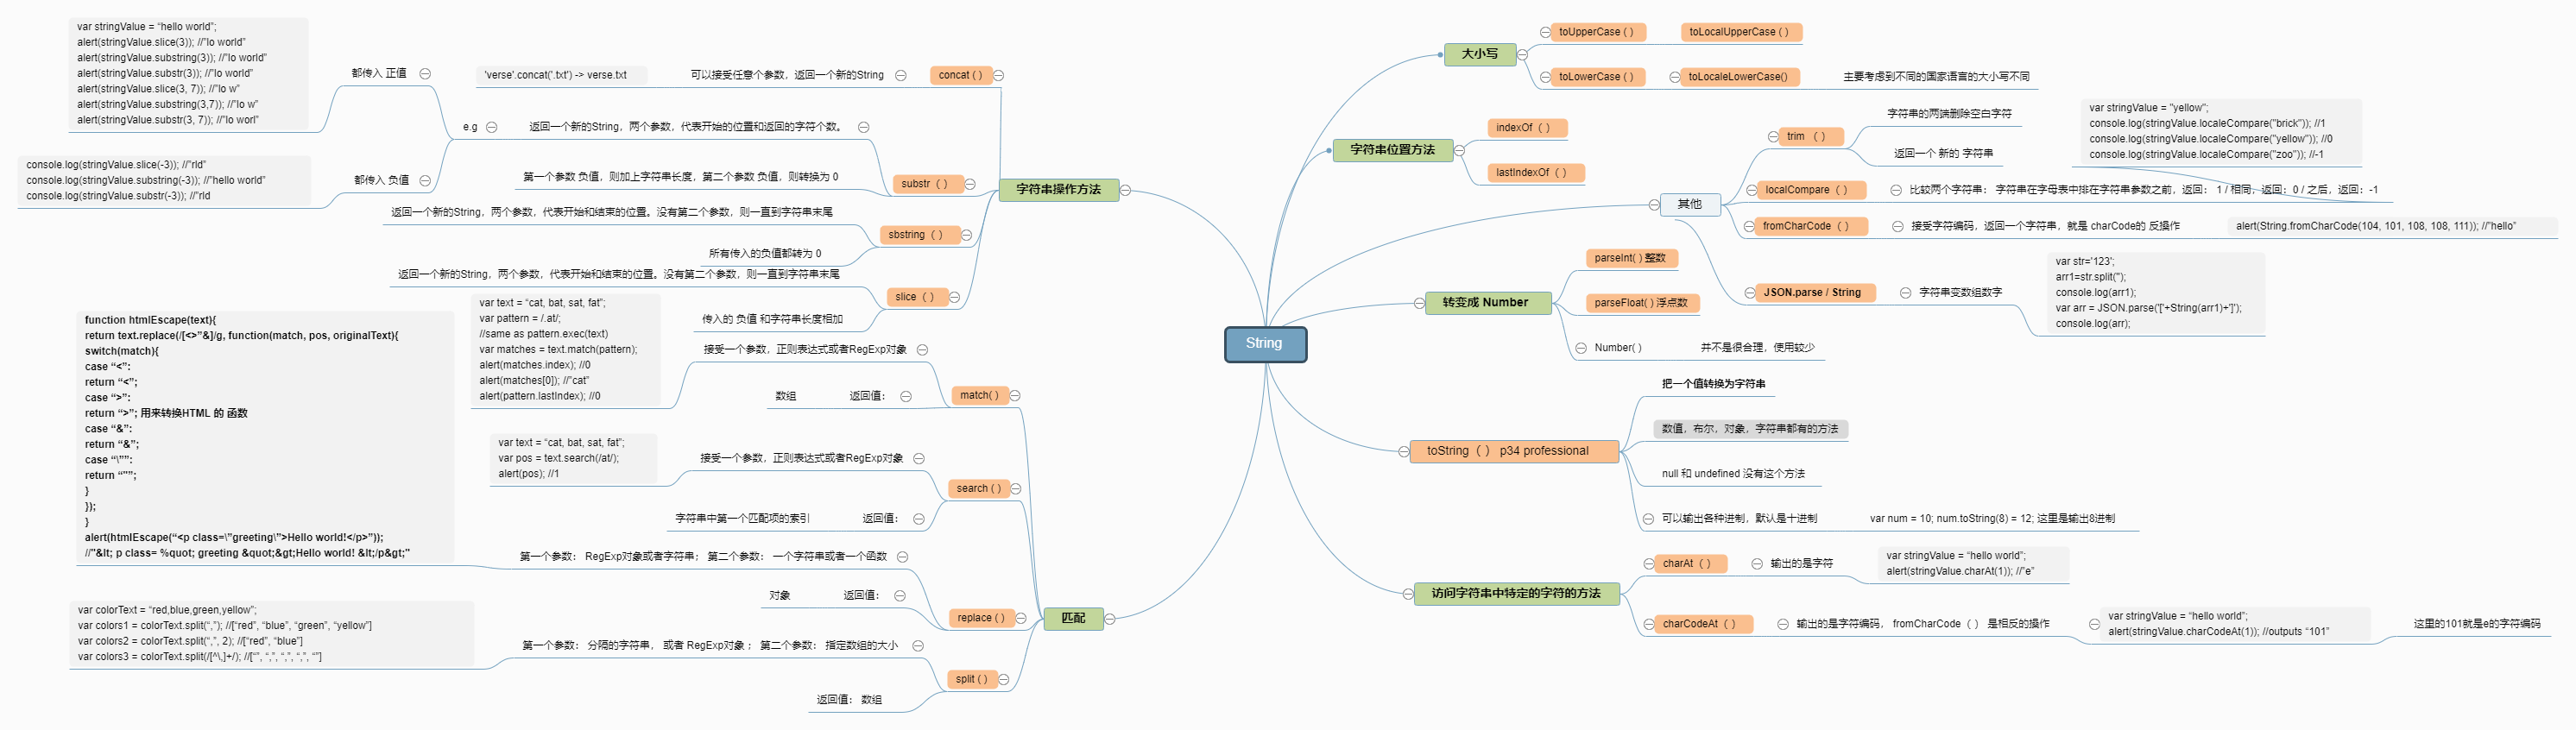 String
大小写
toUpperCase ( )
toLocalUpperCase ( )
toLowerCase ( )
toLocaleLowerCase()
主要考虑到不同的国家语言的大小写不同
字符串位置方法
indexOf （ ）
lastIndexOf （ ）
其他
trim （ ）
字符串的两端删除空白字符
返回一个 新的 字符串
localCompare （ ）
比较两个字符串； 字符串在字母表中排在字符串参数之前，返回： 1 / 相同，返回：0 / 之后，返回：-1
var stringValue = "yellow";
console.log(stringValue.localeCompare("brick")); //1
console.log(stringValue.localeCompare("yellow")); //0
console.log(stringValue.localeCompare("zoo")); //-1
fromCharCode （ ）
接受字符编码，返回一个字符串，就是 charCode的 反操作
alert(String.fromCharCode(104, 101, 108, 108, 111)); //"hello"
JSON.parse / String
字符串变数组数字
var str='123';
arr1=str.split('');
console.log(arr1);
var arr = JSON.parse('['+String(arr1)+']');
console.log(arr);
转变成 Number
parseInt( ) 整数
parseFloat( ) 浮点数
Number( )
并不是很合理，使用较少
toString（ ） p34 professional
把一个值转换为字符串
数值，布尔，对象，字符串都有的方法
null 和 undefined 没有这个方法
可以输出各种进制，默认是十进制
var num = 10; num.toString(8) = 12; 这里是输出8进制
访问字符串中特定的字符的方法
charAt （ ）
输出的是字符
var stringValue = “hello world”;
alert(stringValue.charAt(1)); //”e”
charCodeAt （ ）
输出的是字符编码， fromCharCode（ ） 是相反的操作
var stringValue = “hello world”;
alert(stringValue.charCodeAt(1)); //outputs “101”
这里的101就是e的字符编码
字符串操作方法
concat ( )
可以接受任意个参数，返回一个新的String
'verse'.concat('.txt') -> verse.txt
substr （ ）
返回一个新的String，两个参数，代表开始的位置和返回的字符个数。
e.g
都传入 正值
var stringValue = “hello world”;
alert(stringValue.slice(3)); //”lo world”
alert(stringValue.substring(3)); //”lo world”
alert(stringValue.substr(3)); //”lo world”
alert(stringValue.slice(3, 7)); //”lo w”
alert(stringValue.substring(3,7)); //”lo w”
alert(stringValue.substr(3, 7)); //”lo worl”
都传入 负值
console.log(stringValue.slice(-3)); //”rld”
console.log(stringValue.substring(-3)); //”hello world”
console.log(stringValue.substr(-3)); //”rld
第一个参数 负值，则加上字符串长度，第二个参数 负值，则转换为 0
sbstring （ ）
返回一个新的String，两个参数，代表开始和结束的位置。没有第二个参数，则一直到字符串末尾
所有传入的负值都转为 0
slice （ ）
返回一个新的String，两个参数，代表开始和结束的位置。没有第二个参数，则一直到字符串末尾
传入的 负值 和字符串长度相加
匹配
match( )
接受一个参数，正则表达式或者RegExp对象
var text = “cat, bat, sat, fat”;
var pattern = /.at/;
//same as pattern.exec(text)
var matches = text.match(pattern);
alert(matches.index); //0
alert(matches[0]); //”cat”
alert(pattern.lastIndex); //0
返回值：
数组
search ( )
接受一个参数，正则表达式或者RegExp对象
var text = “cat, bat, sat, fat”;
var pos = text.search(/at/);
alert(pos); //1
返回值：
字符串中第一个匹配项的索引
replace ( )
第一个参数： RegExp对象或者字符串； 第二个参数： 一个字符串或者一个函数
function htmlEscape(text){
return text.replace(/[<>”&]/g, function(match, pos, originalText){
switch(match){
case “<”:
return “<”;
case “>”:
return “>”; 用来转换HTML 的 函数
case “&”:
return “&”;
case “\””:
return “"”;
}
});
}
alert(htmlEscape(“<p class=\”greeting\”>Hello world!</p>”));
//"&lt; p class= %quot; greeting &quot;&gt;Hello world! &lt;/p&gt;"
返回值：
对象
split ( )
第一个参数： 分隔的字符串， 或者 RegExp对象 ； 第二个参数： 指定数组的大小
var colorText = “red,blue,green,yellow”;
var colors1 = colorText.split(“,”); //[“red”, “blue”, “green”, “yellow”]
var colors2 = colorText.split(“,”, 2); //[“red”, “blue”]
var colors3 = colorText.split(/[^\,]+/); //[“”, “,”, “,”, “,”, “”]
返回值： 数组